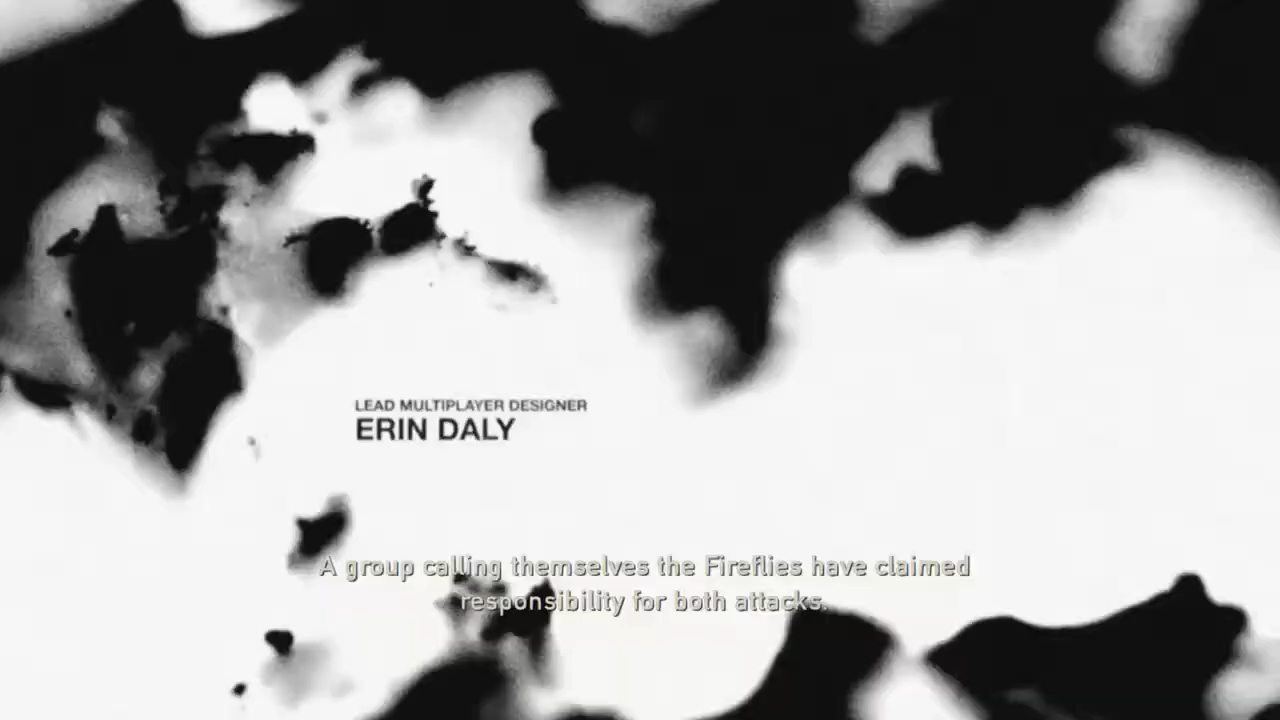 LEAD MULTIPLAYER DESIGNER
ERIN DALY
A group calling themselves the Fireflies have claimed
responsibility for both attacks.